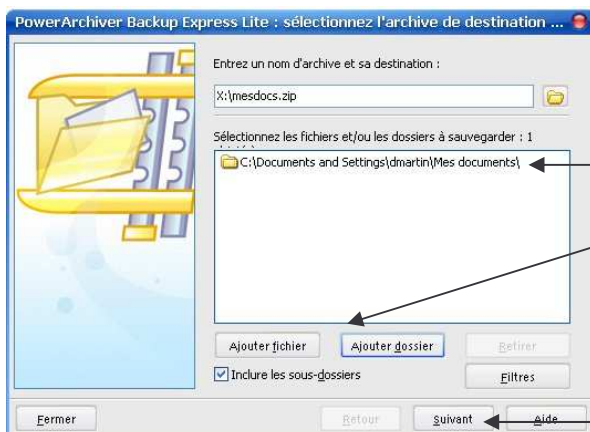 PowerArchiver Backup Express Lite : sélectionnez l'archive de destination ...
Entrez un nom d'archive et sa destination :
X:\mesdocs.zip
Sélectionnez les fichiers et/ou les dossiers à sauvegarder : 1
C:\Documents and Settings\dmartin\Mes documents\
Ajouter fichier
Ajouter dossier
Retirer
Inclure les sous-dossiers
Filtres
Fermer
Retour
Suivant
Aide